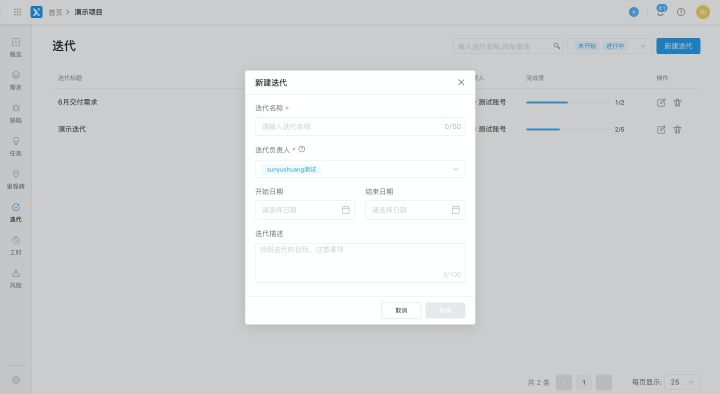 首页 > 演示项目
迭代
请输入迭代名称,回车查询
未开始 进行中
新建迭代
迭代标题
完成度
操作
6月交付需求
测试账号
1/2
演示迭代
测试账号
2/5
概览
需求
缺陷
任务
里程碑
迭代
工时
风险
新建迭代
迭代名称 *
请输入迭代名称
0/50
迭代负责人 *
sunyushuang测试
开始日期
结束日期
请选择日期
请选择日期
迭代描述
说明迭代的目标、注意事项
0/100
取消
共 2 条
1
每页显示:
25